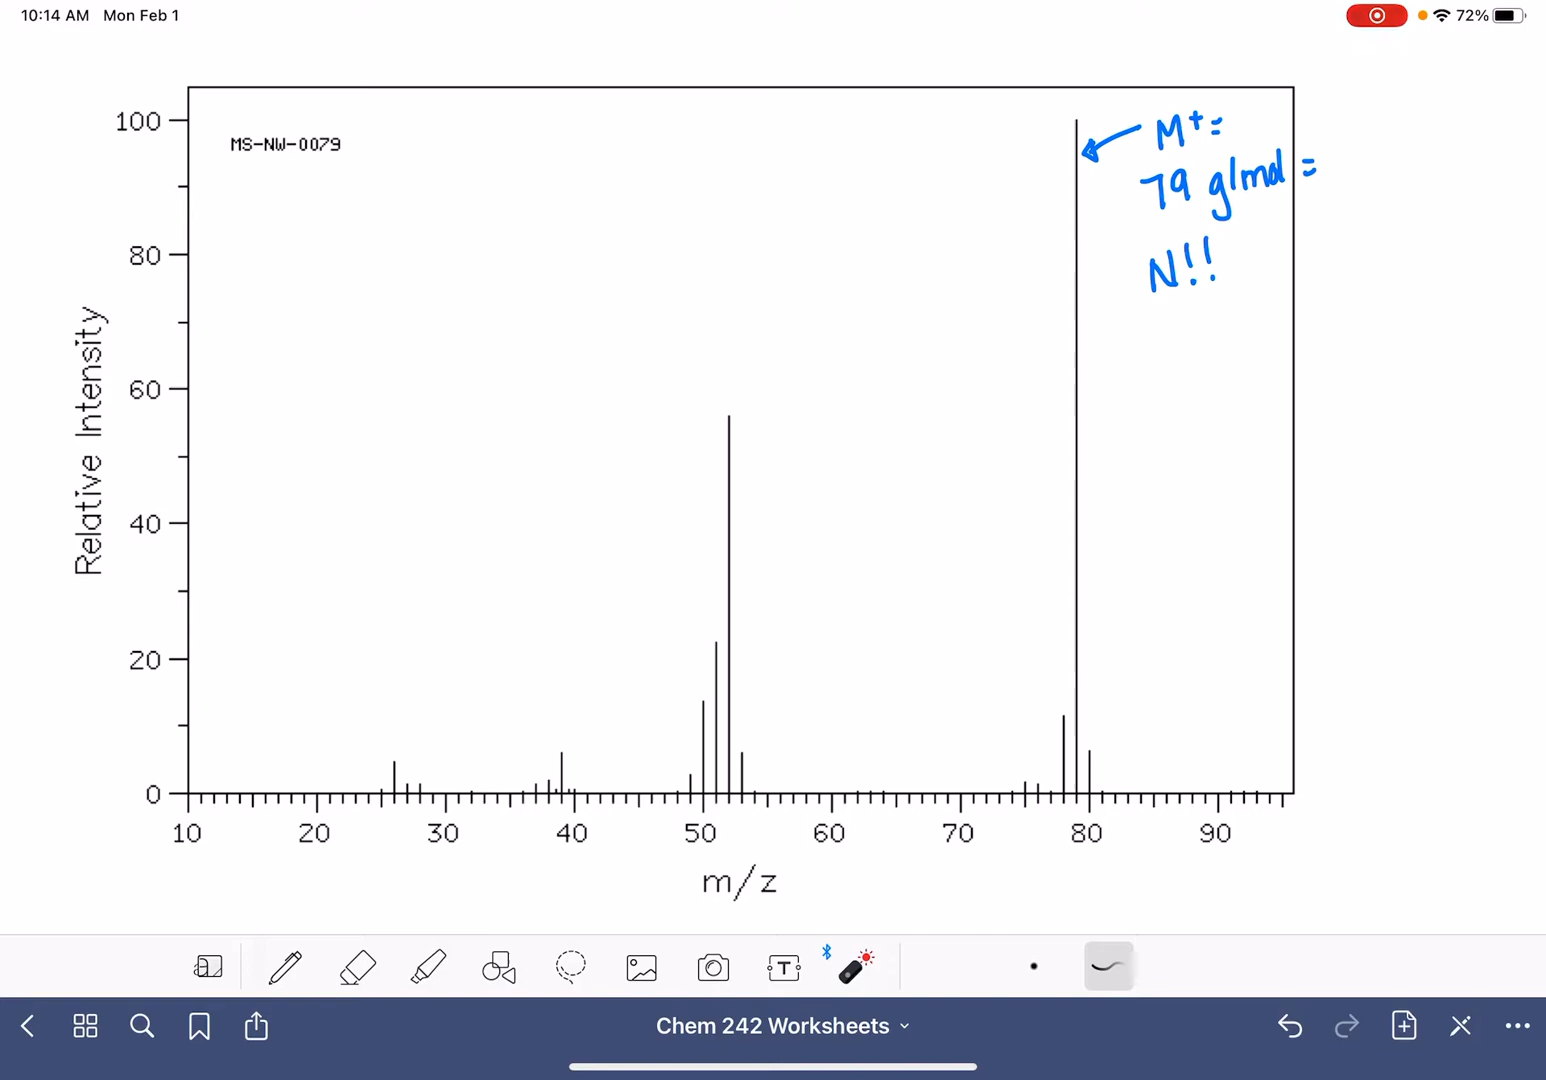 10:14 AM Mon Feb 1
72%
100
MS-NW-0079
M+=
79 g/mol =
N!!
80
60
40
20
0
Relative Intensity
10 20 30 40 50 60 70 80 90
m/z
T
Chem 242 Worksheets